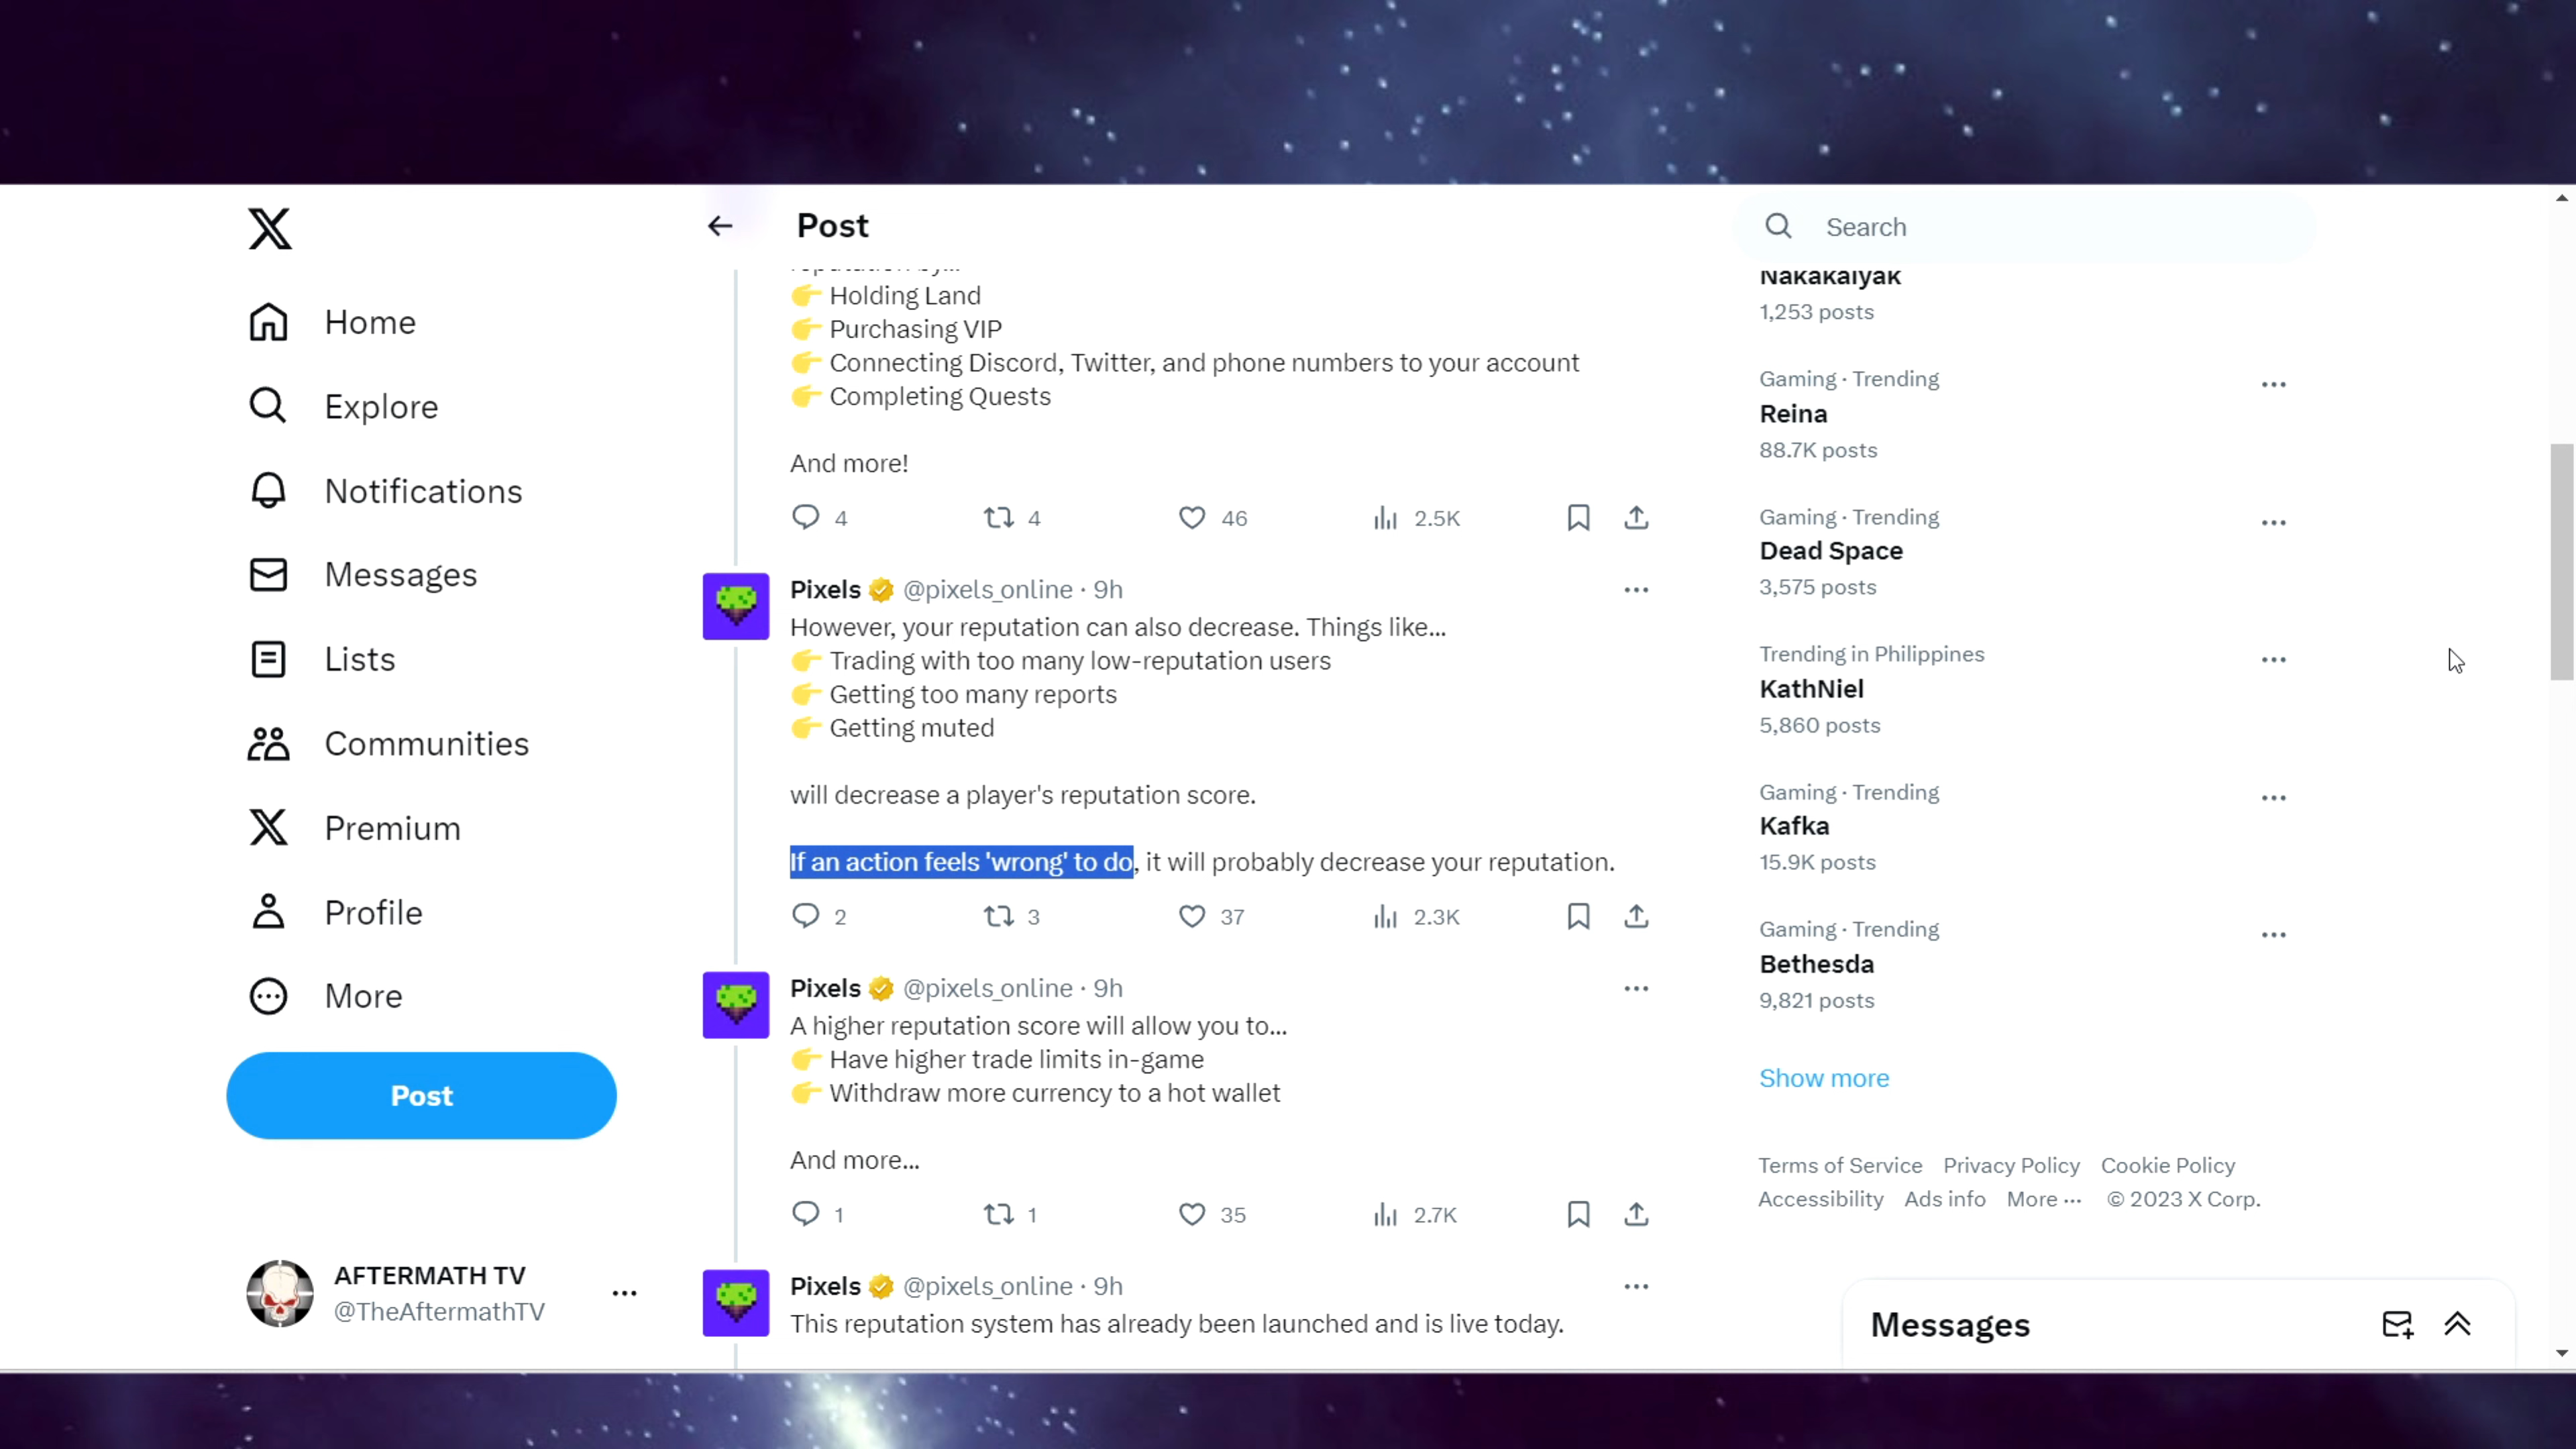 Post
Search
Home
Explore
Notifications
Messages
Lists
Communities
Premium
Profile
More
Post
AFTERMATH TV
@TheAftermathTV
👉 Holding Land
👉 Purchasing VIP
👉 Connecting Discord, Twitter, and phone numbers to your account
👉 Completing Quests
And more!
4 4 46 2.5K
Pixels @pixels_online · 9h
However, your reputation can also decrease. Things like...
👉 Trading with too many low-reputation users
👉 Getting too many reports
👉 Getting muted
will decrease a player's reputation score.
If an action feels 'wrong' to do, it will probably decrease your reputation.
2 3 37 2.3K
Pixels @pixels_online · 9h
A higher reputation score will allow you to...
👉 Have higher trade limits in-game
👉 Withdraw more currency to a hot wallet
And more...
1 1 35 2.7K
Pixels @pixels_online · 9h
This reputation system has already been launched and is live today.
Nakakaiyak
1,253 posts
Gaming · Trending
Reina
88.7K posts
Gaming · Trending
Dead Space
3,575 posts
Trending in Philippines
KathNiel
5,860 posts
Gaming · Trending
Kafka
15.9K posts
Gaming · Trending
Bethesda
9,821 posts
Show more
Terms of Service Privacy Policy Cookie Policy
Accessibility Ads info More ··· © 2023 X Corp.
Messages